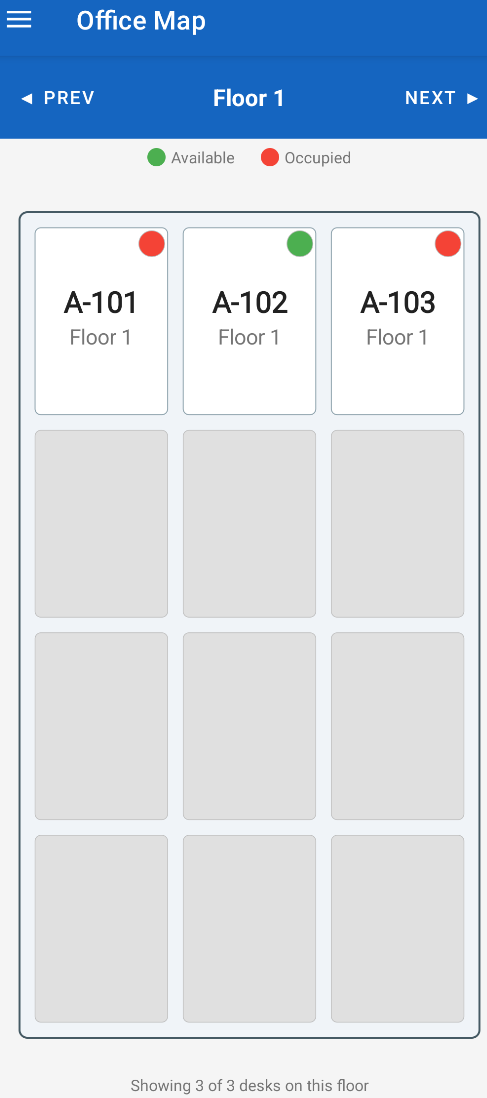 Office Map
◄ PREV
Floor 1
NEXT ►
Available
Occupied
A-101
Floor 1
A-102
Floor 1
A-103
Floor 1
Showing 3 of 3 desks on this floor